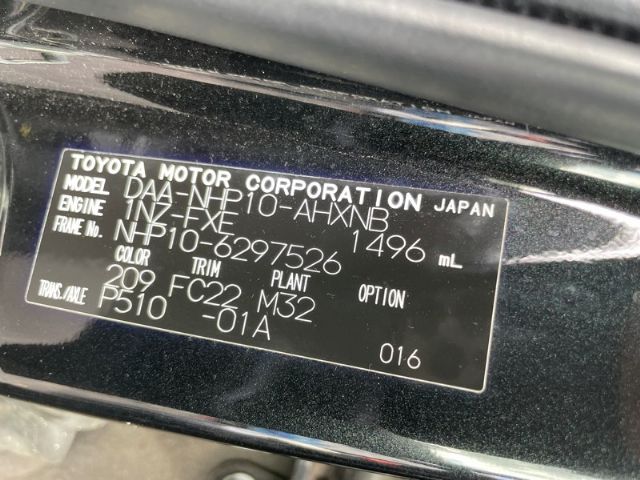 TOYOTA MOTOR CORPORATION JAPAN
MODEL DAA-NHP10-AHXNB
ENGINE 1NZ-FXE 1496 mL
FRAME No. NHP10-6297526
COLOR TRIM PLANT OPTION
209 FC22 M32
TRANS./AXLE P510 -01A
016